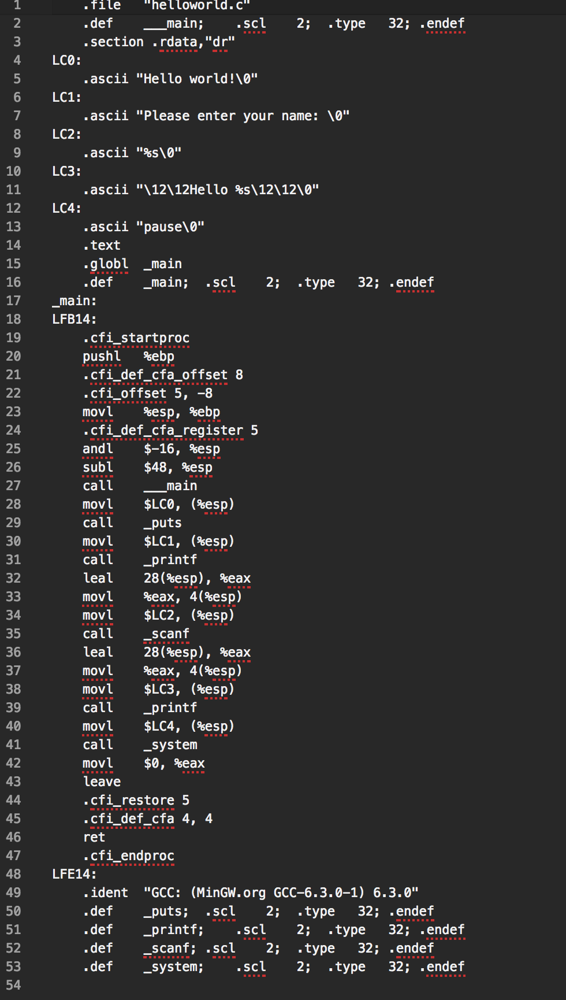 1 .file "helloworld.c"
2 .def ___main; .scl 2; .type 32; .endef
3 .section .rdata,"dr"
4 LC0:
5 .ascii "Hello world!\0"
6 LC1:
7 .ascii "Please enter your name: \0"
8 LC2:
9 .ascii "%s\0"
10 LC3:
11 .ascii "\12\12Hello %s\12\12\0"
12 LC4:
13 .ascii "pause\0"
14 .text
15 .globl _main
16 .def _main; .scl 2; .type 32; .endef
17 _main:
18 LFB14:
19 .cfi_startproc
20 pushl %ebp
21 .cfi_def_cfa_offset 8
22 .cfi_offset 5, -8
23 movl %esp, %ebp
24 .cfi_def_cfa_register 5
25 andl $-16, %esp
26 subl $48, %esp
27 call ___main
28 movl $LC0, (%esp)
29 call _puts
30 movl $LC1, (%esp)
31 call _printf
32 leal 28(%esp), %eax
33 movl %eax, 4(%esp)
34 movl $LC2, (%esp)
35 call _scanf
36 leal 28(%esp), %eax
37 movl %eax, 4(%esp)
38 movl $LC3, (%esp)
39 call _printf
40 movl $LC4, (%esp)
41 call _system
42 movl $0, %eax
43 leave
44 .cfi_restore 5
45 .cfi_def_cfa 4, 4
46 ret
47 .cfi_endproc
48 LFE14:
49 .ident "GCC: (MinGW.org GCC-6.3.0-1) 6.3.0"
50 .def _puts; .scl 2; .type 32; .endef
51 .def _printf; .scl 2; .type 32; .endef
52 .def _scanf; .scl 2; .type 32; .endef
53 .def _system; .scl 2; .type 32; .endef
54